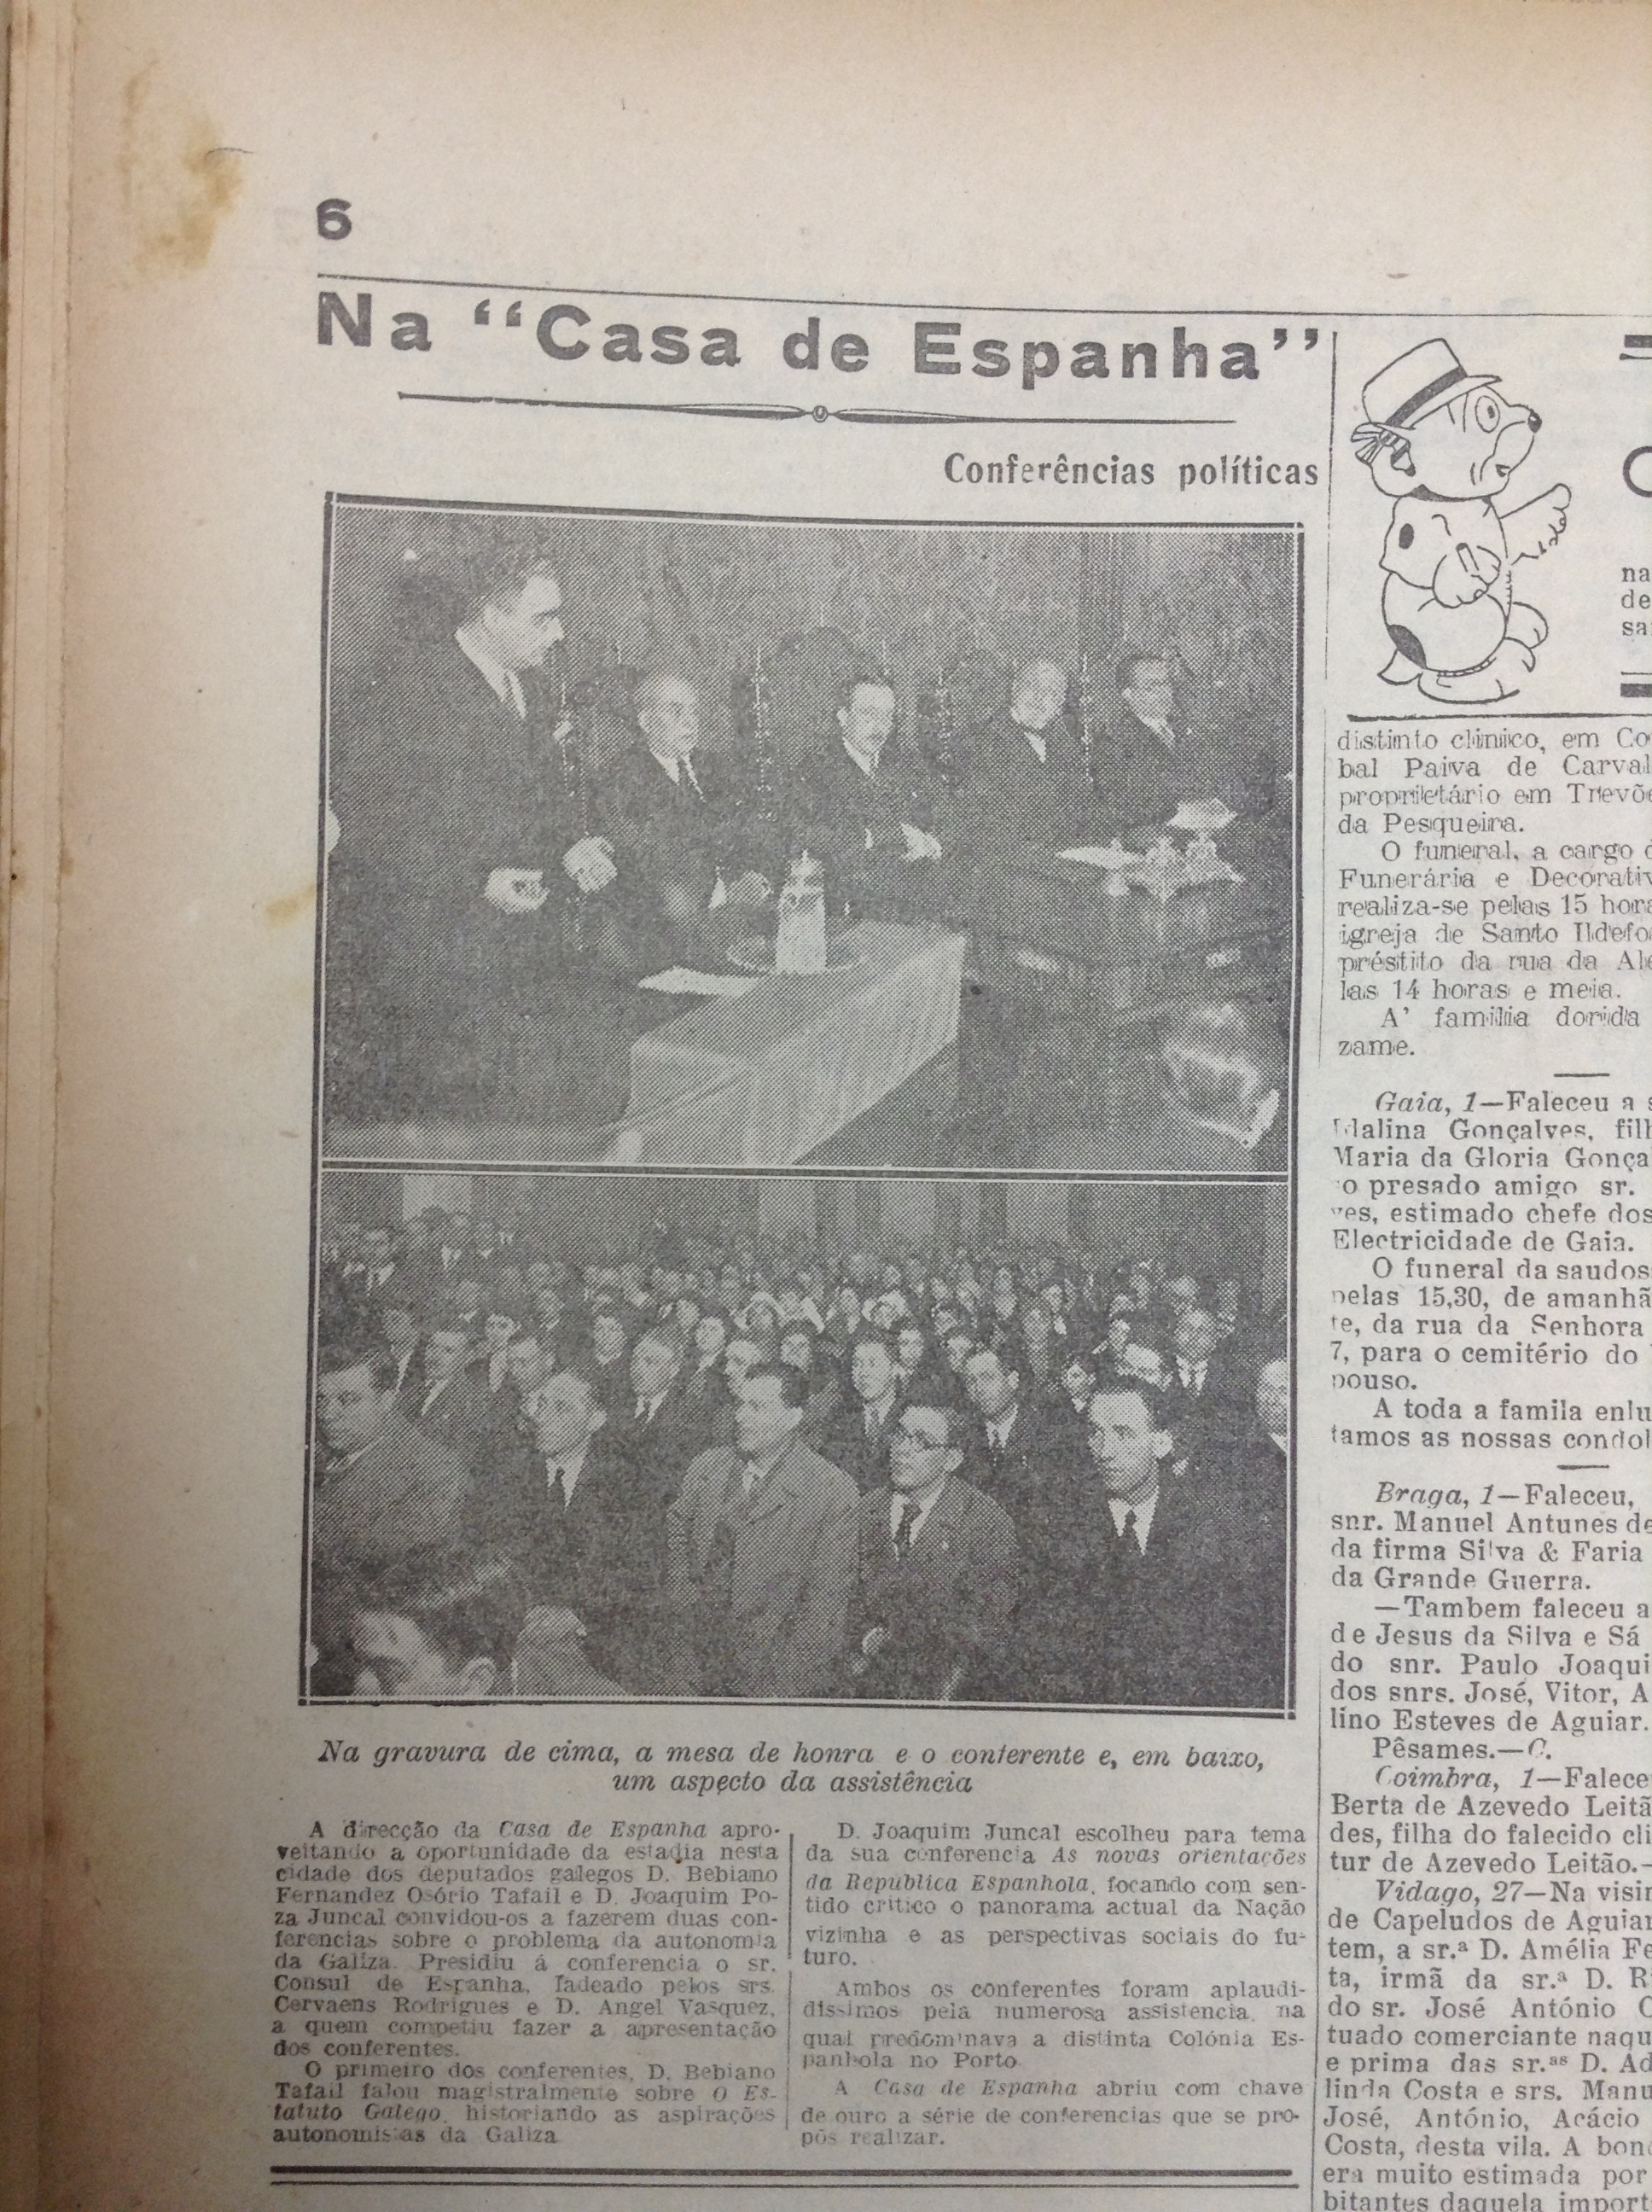 6
Na "Casa de Espanha"
Conferências políticas
Na gravura de cima, a mesa de honra e o conferente e, em baixo,
um aspecto da assistência
A direcção da Casa de Espanha apro-
veitando a oportunidade da estadia nesta
cidade dos deputados galegos D. Bebiano
Fernandez Osório Tafail e D. Joaquim Po-
za Juncal convidou-os a fazerem duas con-
ferencias sobre o problema da autonomia
da Galiza. Presidiu á conferencia o sr.
Consul de Espanha, ladeado pelos srs.
Cervaens Rodrigues e D. Angel Vasquez,
a quem competiu fazer a apresentação
dos conferentes.
O primeiro dos conferentes, D. Bebiano
Tafail falou magistralmente sobre O Es-
tatuto Galego, historiando as aspirações
autonomistas da Galiza
D. Joaquim Juncal escolheu para tema
da sua conferencia As novas orientações
da Republica Espanhola, focando com sen-
tido critico o panorama actual da Nação
vizinha e as perspectivas sociais do fu-
turo.
Ambos os conferentes foram aplaudi-
dissimos pela numerosa assistencia, na
qual predominava a distinta Colónia Es-
panhola no Porto
A Casa de Espanha abriu com chave
de ouro a série de conferencias que se pro-
pôs realizar.
na
de
sa
distinto clinico, em Co
bal Paiva de Carval
proprietário em Trevõe
da Pesqueira.
O funeral, a cargo
Funerária e Decorativ
realiza-se pelas 15 hora
igreja de Santo Ildefo
préstito da rua da Ale
las 14 horas e meia.
A' familia dorida
zame.
Gaia, 1—Faleceu a s
Idalina Gonçalves, filh
Maria da Gloria Gonça
o presado amigo sr.
ves, estimado chefe dos
Electricidade de Gaia.
O funeral da saudos
pelas 15,30, de amanhã
te, da rua da Senhora
7, para o cemitério do
pouso.
A toda a famila enlu
tamos as nossas condol
Braga, 1—Faleceu,
snr. Manuel Antunes de
da firma Silva & Faria
da Grande Guerra.
—Tambem faleceu a
de Jesus da Silva e Sá
do snr. Paulo Joaqui
dos snrs. José, Vitor, A
lino Esteves de Aguiar.
Pêsames.—C.
Coimbra, 1—Falece
Berta de Azevedo Leitã
des, filha do falecido cli
tur de Azevedo Leitão.—
Vidago, 27—Na visin
de Capeludos de Aguiar
tem, a sr.ª D. Amélia Fe
ta, irmã da sr.ª D. R
do sr. José António C
tuado comerciante naqu
e prima das sr.ªs D. Ad
linda Costa e srs. Manu
José, António, Acácio
Costa, desta vila. A bon
era muito estimada por
bitantes daquela import